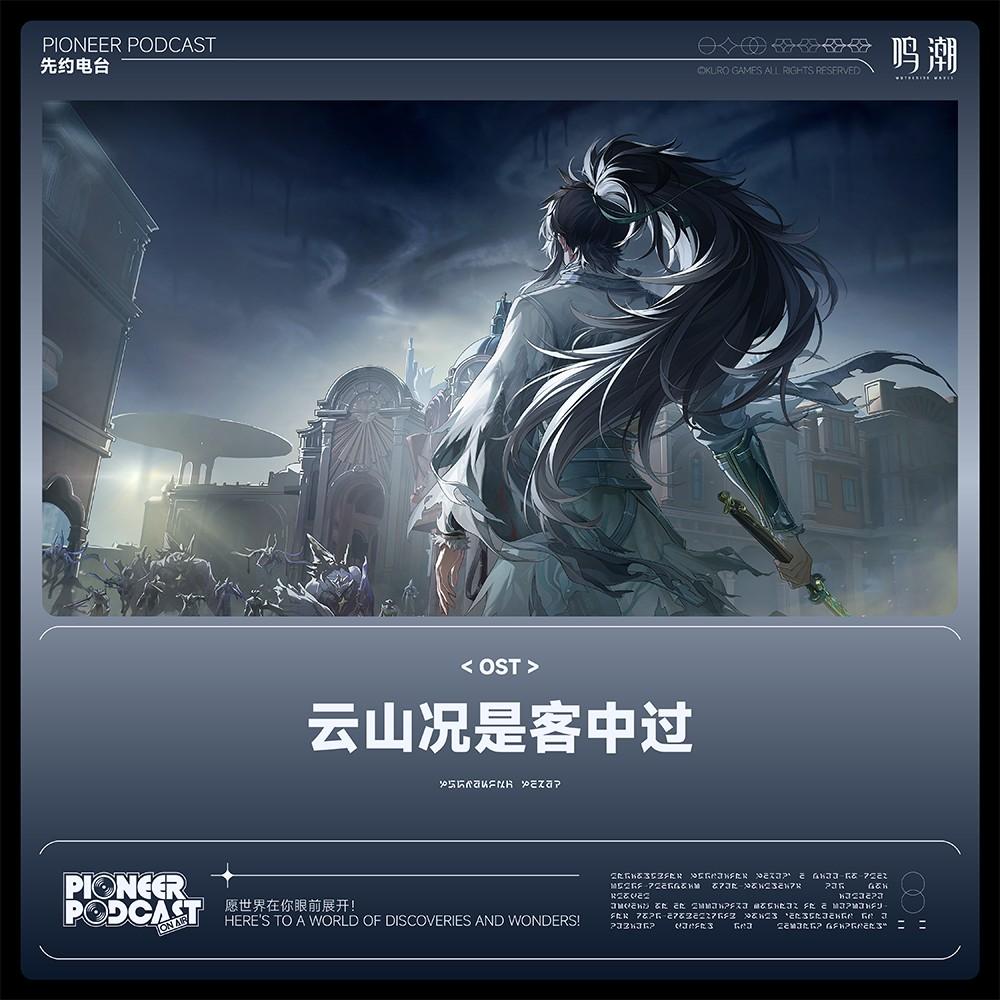 PIONEER PODCAST
先约电台
©KURO GAMES ALL RIGHTS RESERVED
鸣潮
WUTHERING WAVES
< OST >
云山况是客中过
PIONEER
PODCAST
ON AIR
愿世界在你眼前展开!
HERE'S TO A WORLD OF DISCOVERIES AND WONDERS!